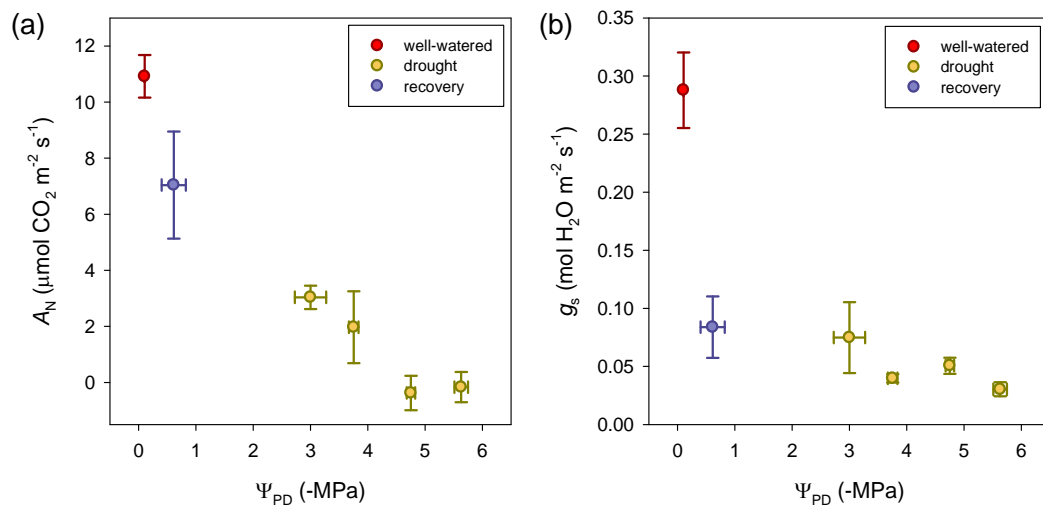 (a)
12
10
8
6
4
2
0
A_N (μmol CO₂ m⁻² s⁻¹)
well-watered
drought
recovery
0 1 2 3 4 5 6
Ψ_PD (-MPa)
(b)
0.35
0.30
0.25
0.20
0.15
0.10
0.05
0.00
g_s (mol H₂O m⁻² s⁻¹)
well-watered
drought
recovery
0 1 2 3 4 5 6
Ψ_PD (-MPa)